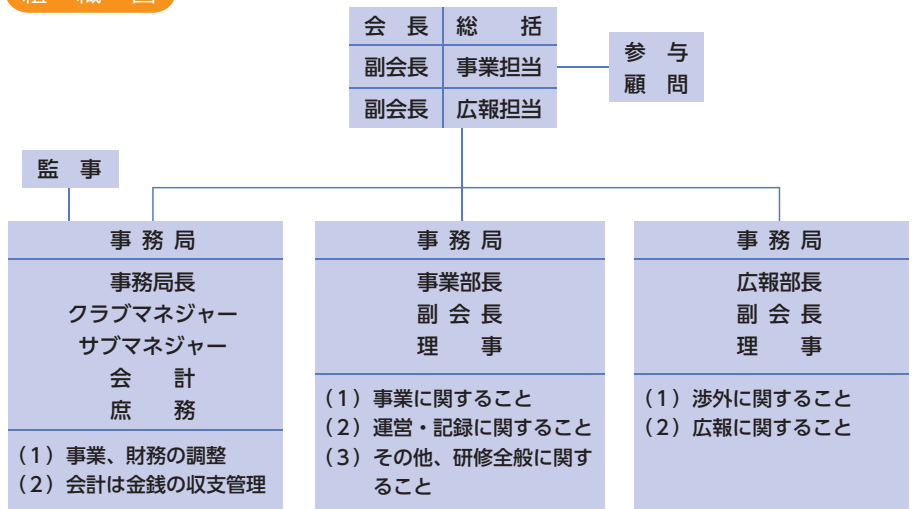 組 織 図
会 長 総 括
副会長 事業担当
副会長 広報担当
参 与
顧 問
監 事
事 務 局
事務局長
クラブマネジャー
サブマネジャー
会 計
庶 務
（1）事業、財務の調整
（2）会計は金銭の収支管理
事 務 局
事業部長
副 会 長
理 事
（1）事業に関すること
（2）運営・記録に関すること
（3）その他、研修全般に関す
ること
事 務 局
広報部長
副 会 長
理 事
（1）渉外に関すること
（2）広報に関すること